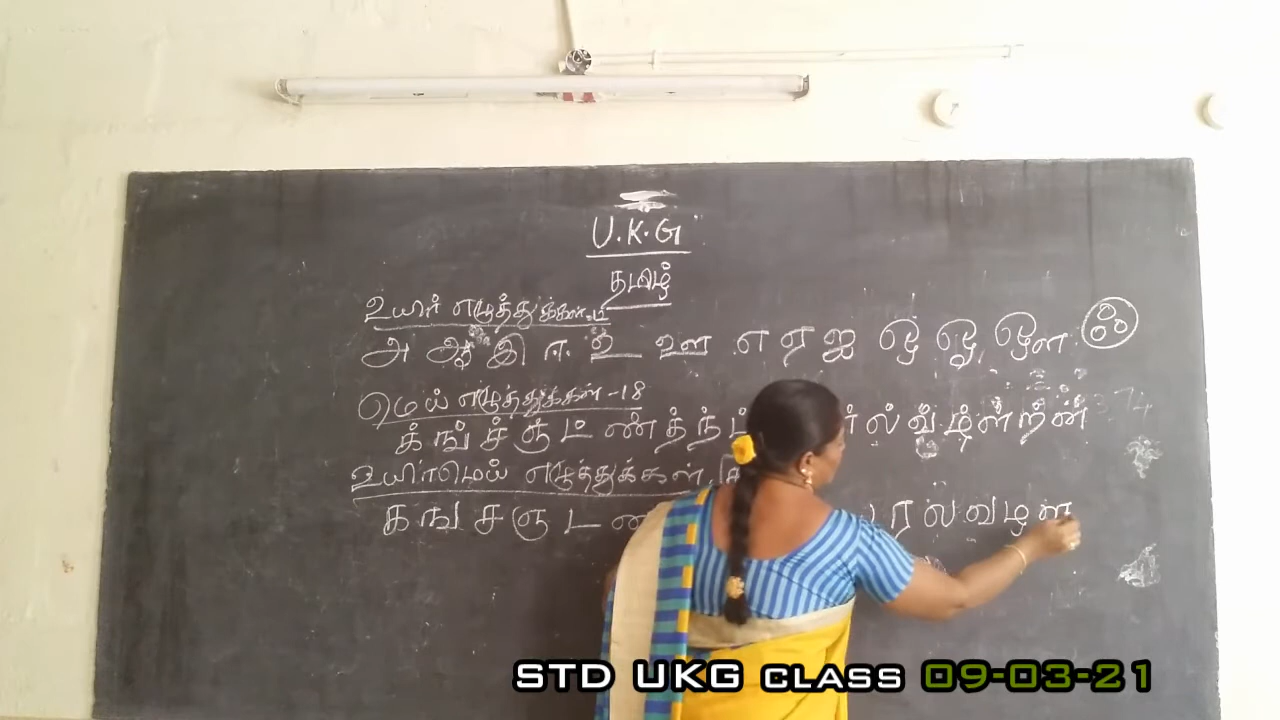 U.K.G
தமிழ்
உயிர் எழுத்துக்கள்
அ ஆ இ ஈ உ ஊ எ ஏ ஐ ஒ ஓ ஔ ஃ
மெய் எழுத்துக்கள் -18
க் ங் ச் ஞ் ட் ண் த் ந் ப் ர் ல் வ் ழ் ள் ற் ன்
உயிர்மெய் எழுத்துக்கள்
க ங ச ஞ ட ண ர ல வ ழ ள
STD UKG CLASS 09-03-21